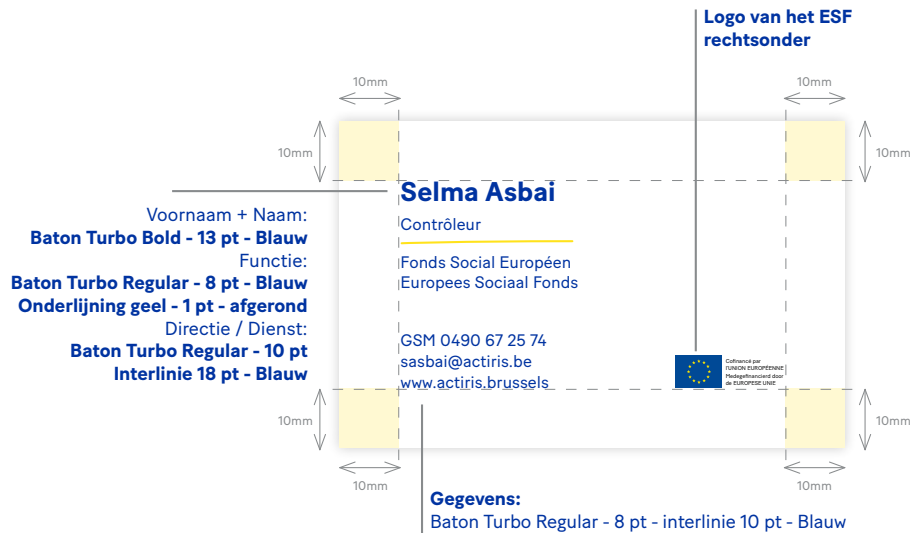 Logo van het ESF
rechtsonder
10mm
10mm
10mm
10mm
Selma Asbai
Contrôleur
Fonds Social Européen
Europees Sociaal Fonds
GSM 0490 67 25 74
sasbai@actiris.be
www.actiris.brussels
Cofinancé par
l'UNION EUROPÉENNE
Medegefinancierd door
de EUROPESE UNIE
Voornaam + Naam:
Baton Turbo Bold - 13 pt - Blauw
Functie:
Baton Turbo Regular - 8 pt - Blauw
Onderlijning geel - 1 pt - afgerond
Directie / Dienst:
Baton Turbo Regular - 10 pt
Interlinie 18 pt - Blauw
10mm
10mm
10mm
10mm
Gegevens:
Baton Turbo Regular - 8 pt - interlinie 10 pt - Blauw